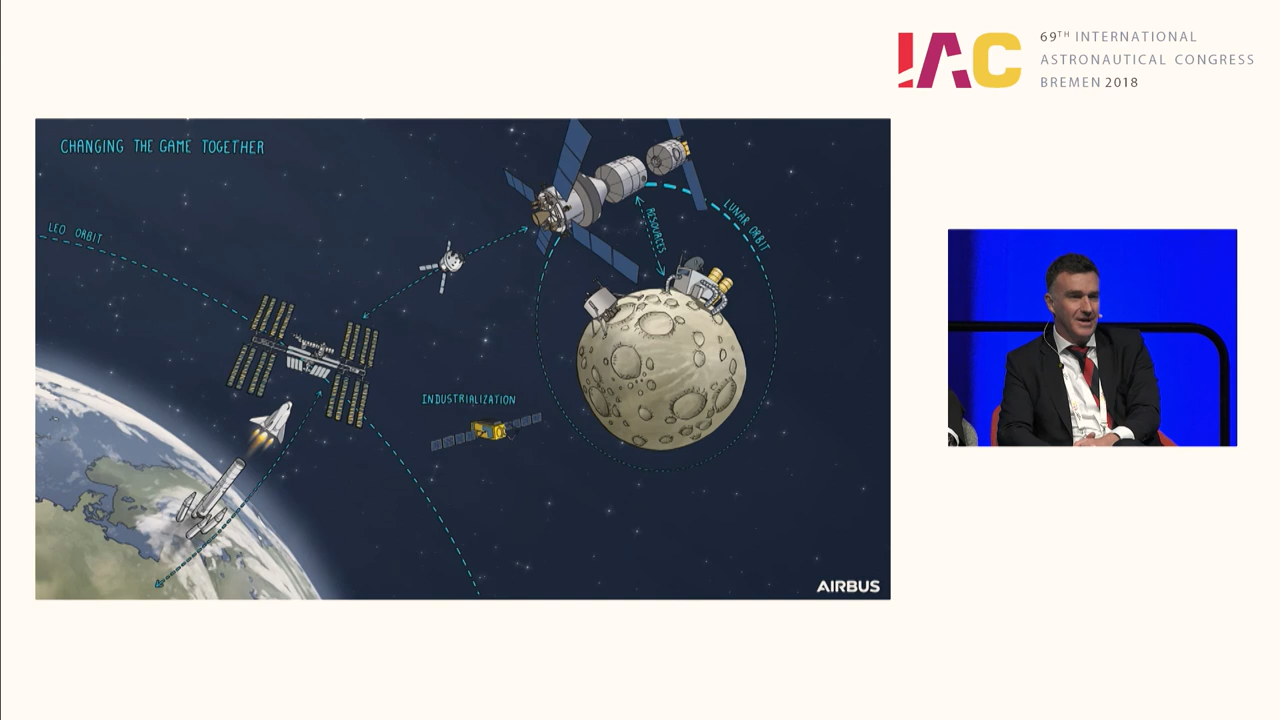 IAC
69TH INTERNATIONAL
ASTRONAUTICAL CONGRESS
BREMEN 2018
CHANGING THE GAME TOGETHER
LEO ORBIT
RESOURCES
LUNAR ORBIT
INDUSTRIALIZATION
AIRBUS